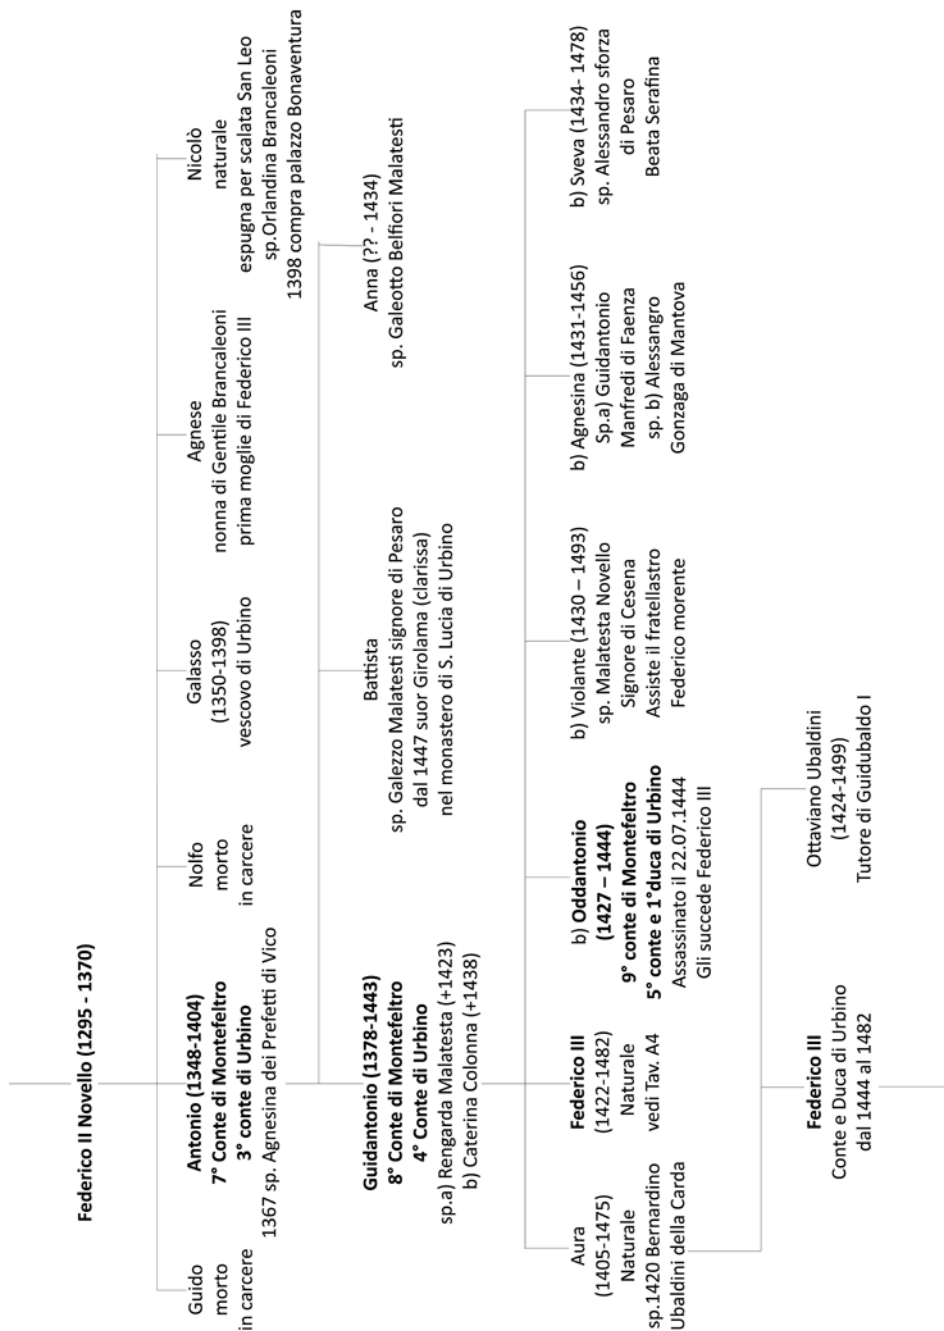 Federico II Novello (1295 - 1370)
Guido
morto
in carcere
Antonio (1348-1404)
7° Conte di Montefeltro
3° conte di Urbino
1367 sp. Agnesina dei Prefetti di Vico
Nolfo
morto
in carcere
Galasso
(1350-1398)
vescovo di Urbino
Agnese
nonna di Gentile Brancaleoni
prima moglie di Federico III
Nicolò
naturale
espugna per scalata San Leo
sp.Orlandina Brancaleoni
1398 compra palazzo Bonaventura
Guidantonio (1378-1443)
8° Conte di Montefeltro
4° Conte di Urbino
sp.a) Rengarda Malatesta (+1423)
b) Caterina Colonna (+1438)
Battista
sp. Galezzo Malatesti signore di Pesaro
dal 1447 suor Girolama (clarissa)
nel monastero di S. Lucia di Urbino
Anna (?? - 1434)
sp. Galeotto Belfiori Malatesti
Aura
(1405-1475)
Naturale
sp.1420 Bernardino
Ubaldini della Carda
Federico III
(1422-1482)
Naturale
vedi Tav. A4
b) Oddantonio
(1427 – 1444)
9° conte di Montefeltro
5° conte e 1°duca di Urbino
Assassinato il 22.07.1444
Gli succede Federico III
b) Violante (1430 – 1493)
sp. Malatesta Novello
Signore di Cesena
Assiste il fratellastro
Federico morente
b) Agnesina (1431-1456)
Sp.a) Guidantonio
Manfredi di Faenza
sp. b) Alessangro
Gonzaga di Mantova
b) Sveva (1434- 1478)
sp. Alessandro sforza
di Pesaro
Beata Serafina
Federico III
Conte e Duca di Urbino
dal 1444 al 1482
Ottaviano Ubaldini
(1424-1499)
Tutore di Guidubaldo I